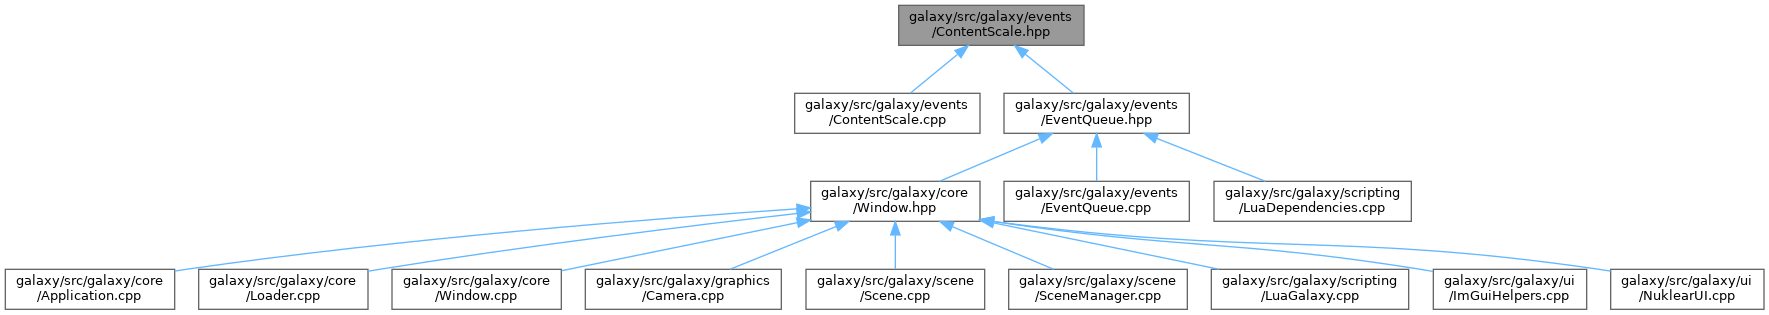 galaxy/src/galaxy/events
/ContentScale.hpp
galaxy/src/galaxy/events
/ContentScale.cpp
galaxy/src/galaxy/events
/EventQueue.hpp
galaxy/src/galaxy/core
/Window.hpp
galaxy/src/galaxy/events
/EventQueue.cpp
galaxy/src/galaxy/scripting
/LuaDependencies.cpp
galaxy/src/galaxy/core
/Application.cpp
galaxy/src/galaxy/core
/Loader.cpp
galaxy/src/galaxy/core
/Window.cpp
galaxy/src/galaxy/graphics
/Camera.cpp
galaxy/src/galaxy/scene
/Scene.cpp
galaxy/src/galaxy/scene
/SceneManager.cpp
galaxy/src/galaxy/scripting
/LuaGalaxy.cpp
galaxy/src/galaxy/ui
/ImGuiHelpers.cpp
galaxy/src/galaxy/ui
/NuklearUI.cpp